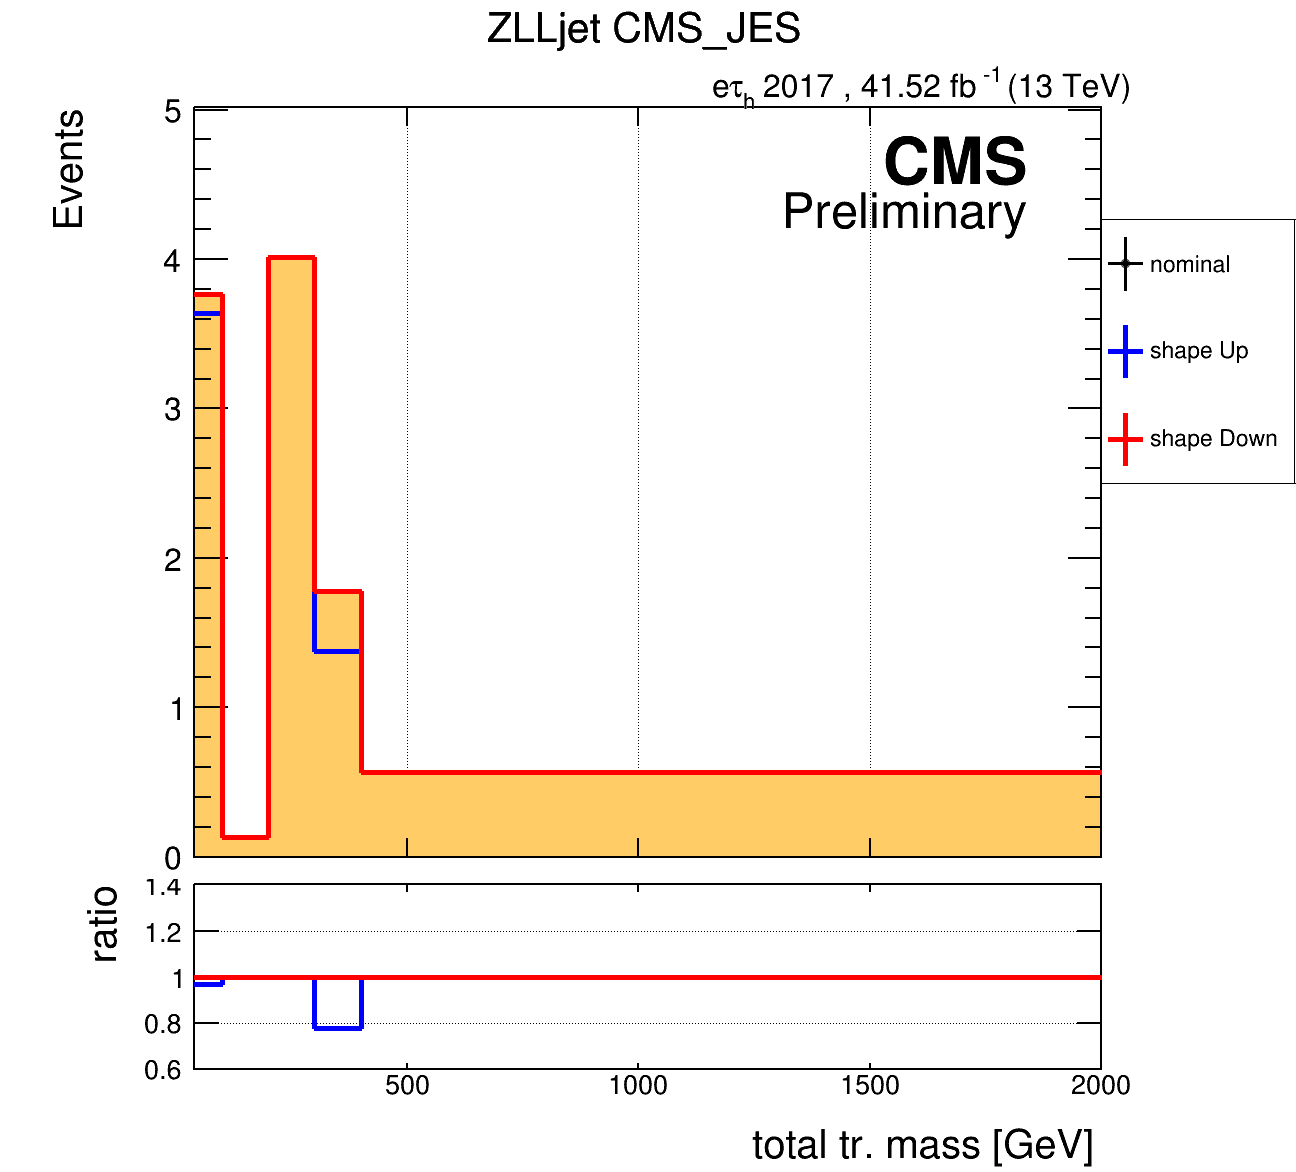 ZLLjet CMS_JES
eτh 2017 , 41.52 fb-1 (13 TeV)
Events
5
4
3
2
1
0
CMS
Preliminary
nominal
shape Up
shape Down
ratio
1.4
1.2
1
0.8
0.6
500 1000 1500 2000
total tr. mass [GeV]